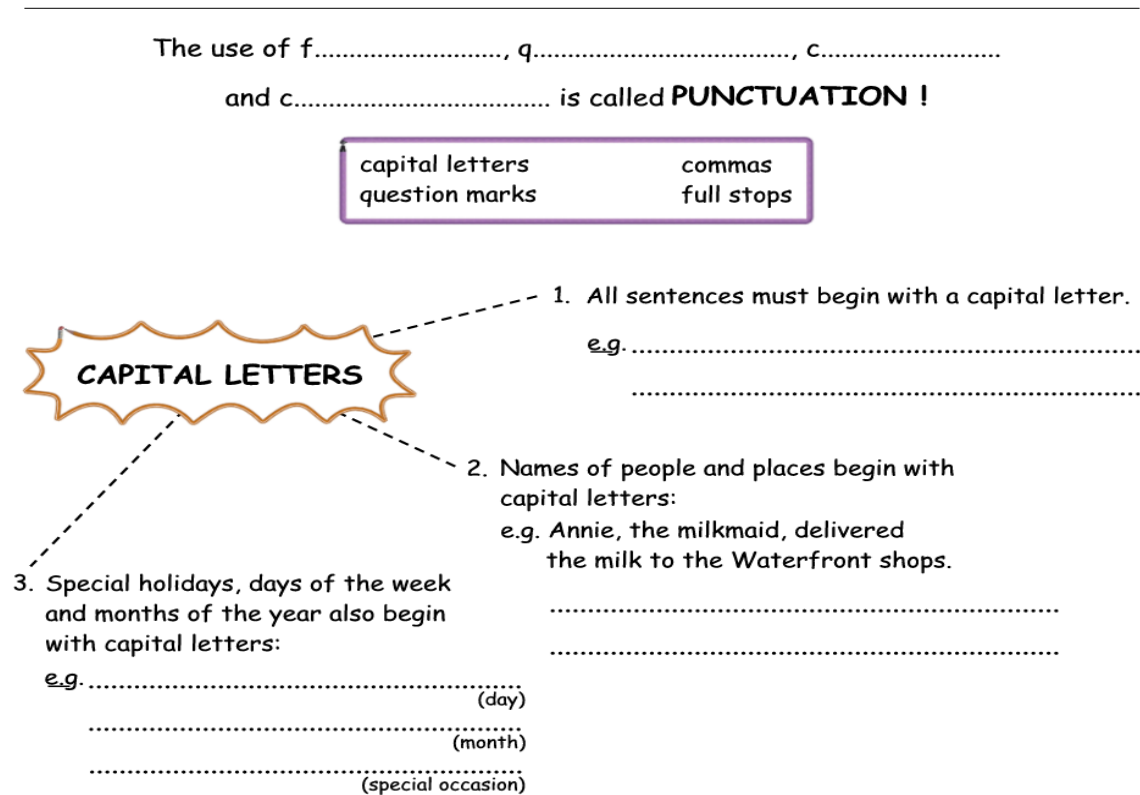 The use of f..........................., q....................................., c..........................
and c..................................... is called PUNCTUATION !
capital letters commas
question marks full stops
1. All sentences must begin with a capital letter.
e.g. ....................................................................
....................................................................
CAPITAL LETTERS
2. Names of people and places begin with
capital letters:
e.g. Annie, the milkmaid, delivered
the milk to the Waterfront shops.
....................................................................
....................................................................
3. Special holidays, days of the week
and months of the year also begin
with capital letters:
e.g. ..........................................................
(day)
..........................................................
(month)
..........................................................
(special occasion)